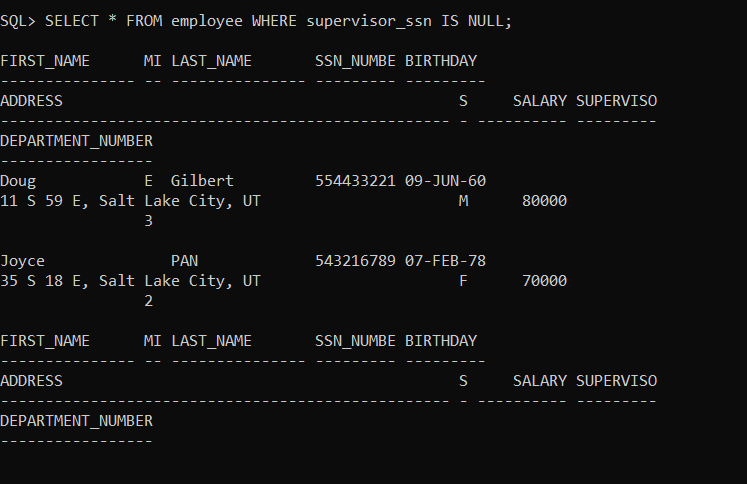 SQL> SELECT * FROM employee WHERE supervisor_ssn IS NULL;
FIRST_NAME      MI LAST_NAME       SSN_NUMBE BIRTHDAY
--------------- -- --------------- --------- ---------
ADDRESS                                            S     SALARY SUPERVISO
-------------------------------------------------- - ---------- ---------
DEPARTMENT_NUMBER
-----------------
Doug            E  Gilbert         554433221 09-JUN-60
11 S 59 E, Salt Lake City, UT                      M      80000
                3
Joyce              PAN             543216789 07-FEB-78
35 S 18 E, Salt Lake City, UT                      F      70000
                2
FIRST_NAME      MI LAST_NAME       SSN_NUMBE BIRTHDAY
--------------- -- --------------- --------- ---------
ADDRESS                                            S     SALARY SUPERVISO
-------------------------------------------------- - ---------- ---------
DEPARTMENT_NUMBER
-----------------